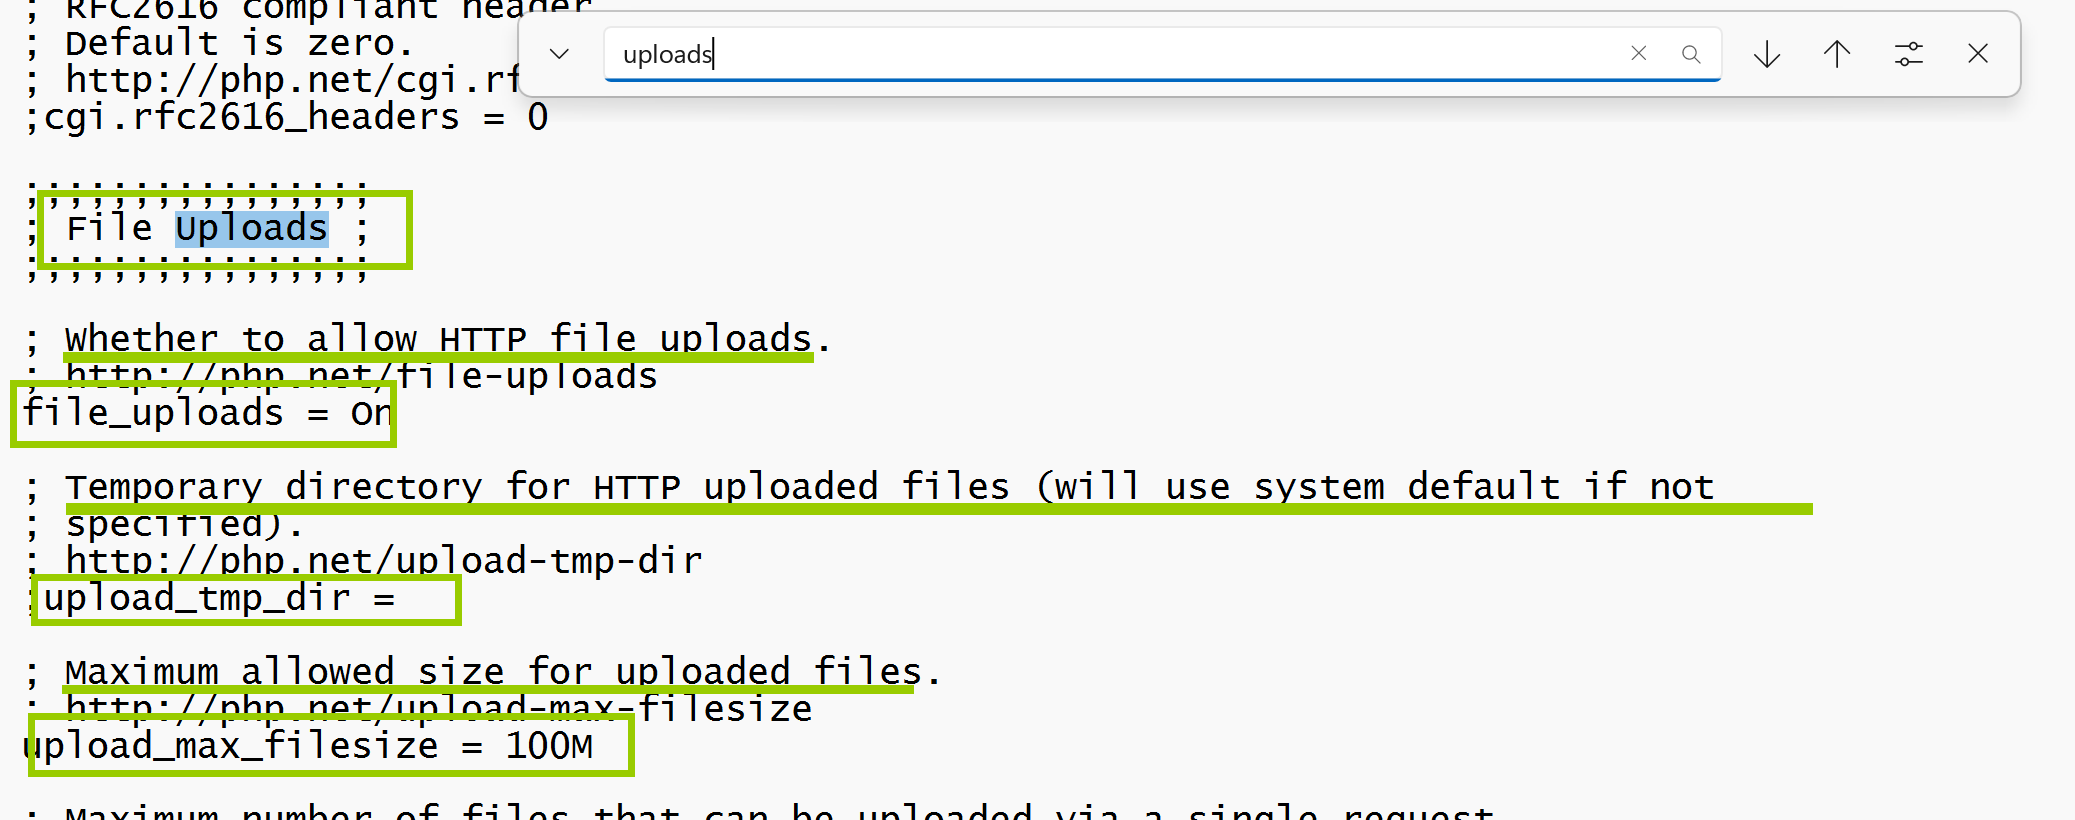 ; RFC2616 compliant header
; Default is zero.
; http://php.net/cgi.rf
;cgi.rfc2616_headers = 0
uploads
;;;;;;;;;;;;;;;;
; File Uploads ;
;;;;;;;;;;;;;;;;
; Whether to allow HTTP file uploads.
; http://php.net/file-uploads
file_uploads = On
; Temporary directory for HTTP uploaded files (will use system default if not
; specified).
; http://php.net/upload-tmp-dir
;upload_tmp_dir =
; Maximum allowed size for uploaded files.
; http://php.net/upload-max-filesize
upload_max_filesize = 100M
; Maximum number of files that can be uploaded via a single request